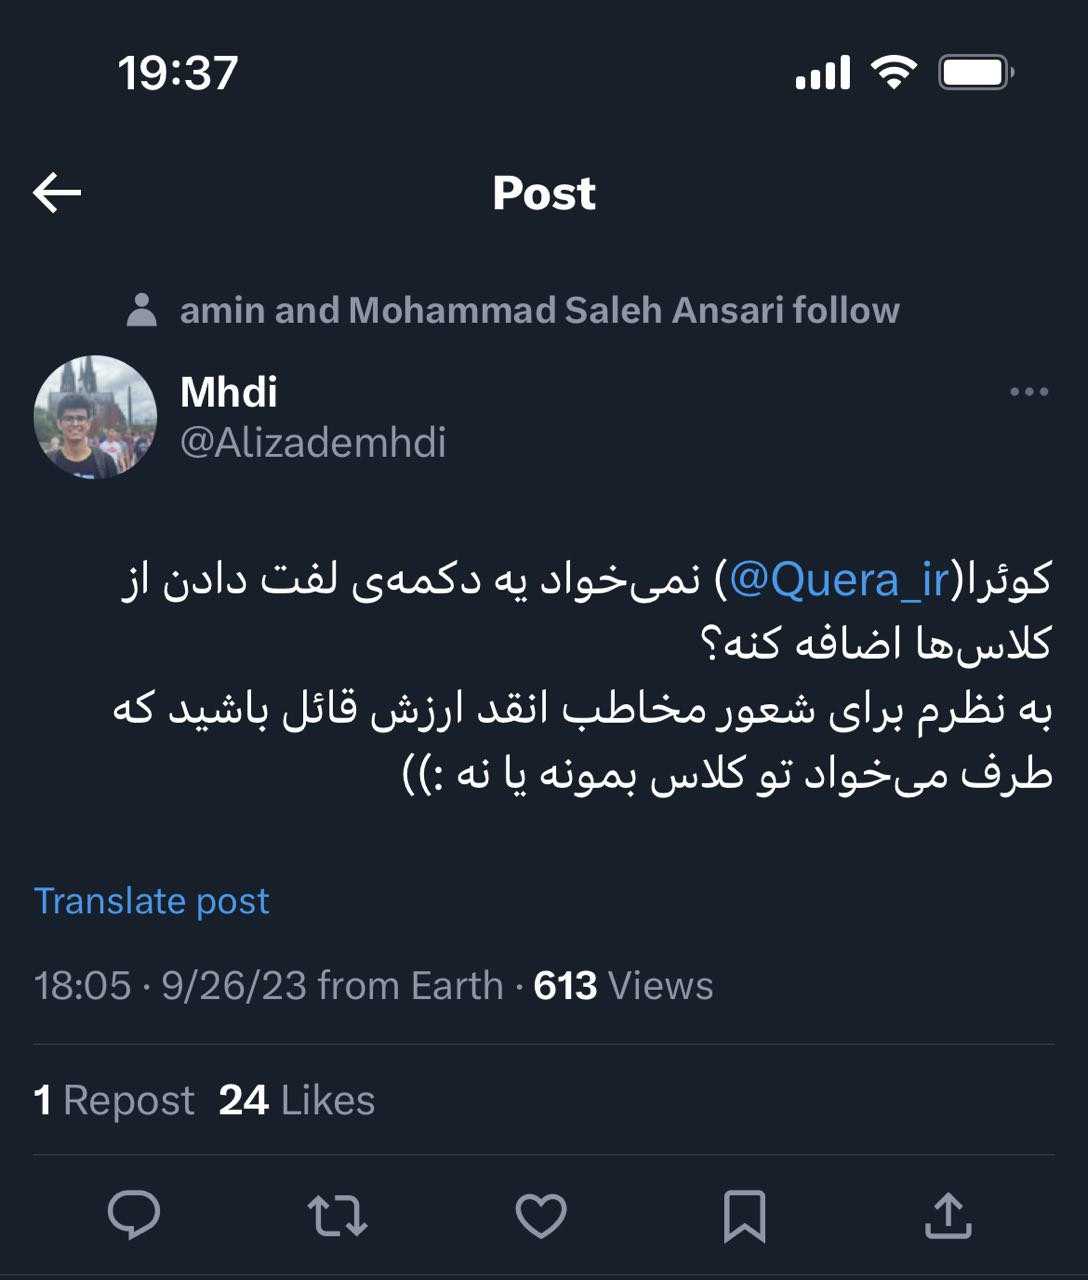 19:37
Post
amin and Mohammad Saleh Ansari follow
Mhdi
@Alizademhdi
کوئرا(@Quera_ir) نمی‌خواد یه دکمه‌ی لفت دادن از
کلاس‌ها اضافه کنه؟
به نظرم برای شعور مخاطب انقد ارزش قائل باشید که
طرف می‌خواد تو کلاس بمونه یا نه :))
Translate post
18:05 · 9/26/23 from Earth · 613 Views
1 Repost 24 Likes